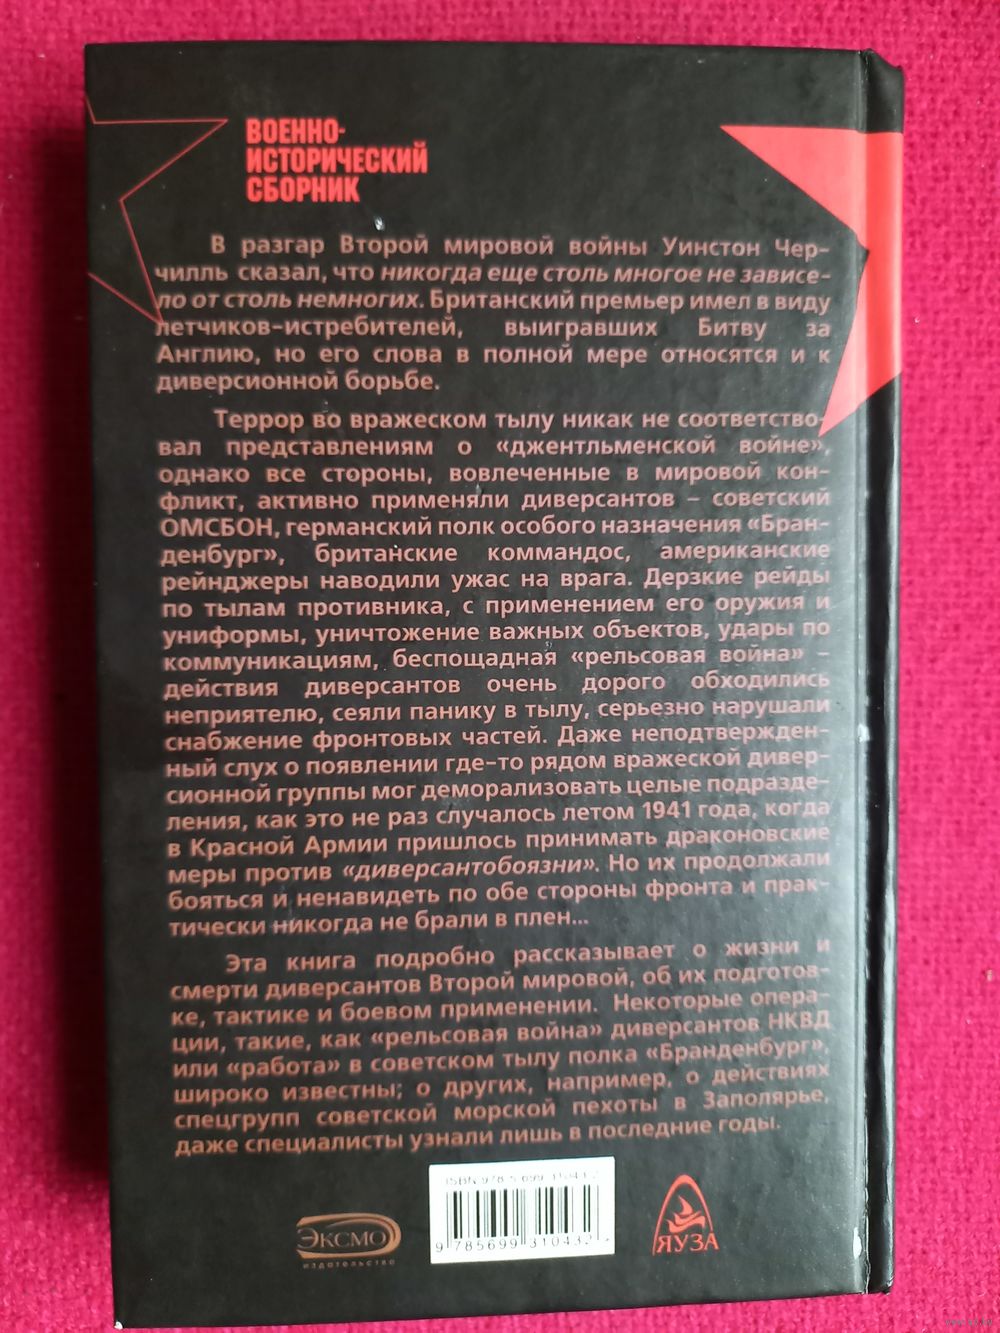 ВОЕННО-
ИСТОРИЧЕСКИЙ
СБОРНИК
В разгар Второй мировой войны Уинстон Чер-
чилль сказал, что никогда еще столь многое не зависе-
ло от столь немногих. Британский премьер имел в виду
летчиков-истребителей, выигравших Битву за
Англию, но его слова в полной мере относятся и к
диверсионной борьбе.
Террор во вражеском тылу никак не соответство-
вал представлениям о «джентльменской войне»,
однако все стороны, вовлеченные в мировой кон-
фликт, активно применяли диверсантов – советский
ОМСБОН, германский полк особого назначения «Бран-
денбург», британские коммандос, американские
рейнджеры наводили ужас на врага. Дерзкие рейды
по тылам противника, с применением его оружия и
униформы, уничтожение важных объектов, удары по
коммуникациям, беспощадная «рельсовая война» –
действия диверсантов очень дорого обходились
неприятелю, сеяли панику в тылу, серьезно нарушали
снабжение фронтовых частей. Даже неподтвержден-
ный слух о появлении где-то рядом вражеской дивер-
сионной группы мог деморализовать целые подразде-
ления, как это не раз случалось летом 1941 года, когда
в Красной Армии пришлось принимать драконовские
меры против «диверсантобоязни». Но их продолжали
бояться и ненавидеть по обе стороны фронта и прак-
тически никогда не брали в плен...
Эта книга подробно рассказывает о жизни и
смерти диверсантов Второй мировой, об их подготов-
ке, тактике и боевом применении. Некоторые опера-
ции, такие, как «рельсовая война» диверсантов НКВД
или «работа» в советском тылу полка «Бранденбург»,
широко известны; о других, например, о действиях
спецгрупп советской морской пехоты в Заполярье,
даже специалисты узнали лишь в последние годы.
ISBN 978-5-699-31043-2
9 785699 310432 >
ЭКСМО
издательство
ЯУЗА